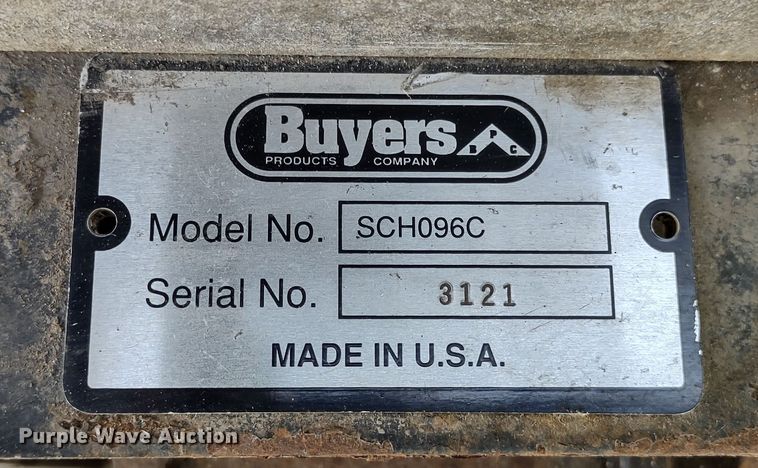 Buyers BPC
PRODUCTS COMPANY
Model No. SCH096C
Serial No. 3121
MADE IN U.S.A.
Purple Wave Auction